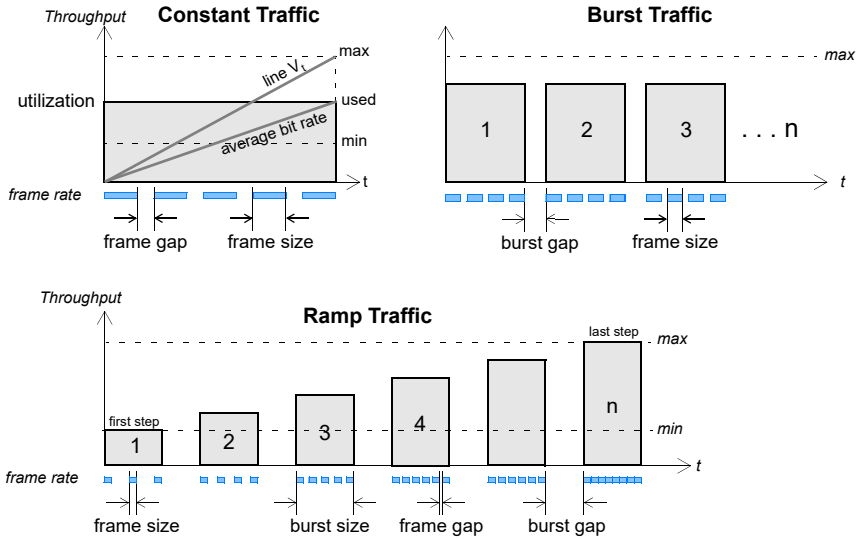 Constant Traffic
Throughput
max
line Vt
utilization
used
average bit rate
min
t
frame rate
frame gap
frame size
Burst Traffic
max
1
2
3
. . . n
t
burst gap
frame size
Ramp Traffic
Throughput
last step
max
first step
min
1
2
3
4
n
t
frame rate
frame size
burst size
frame gap
burst gap